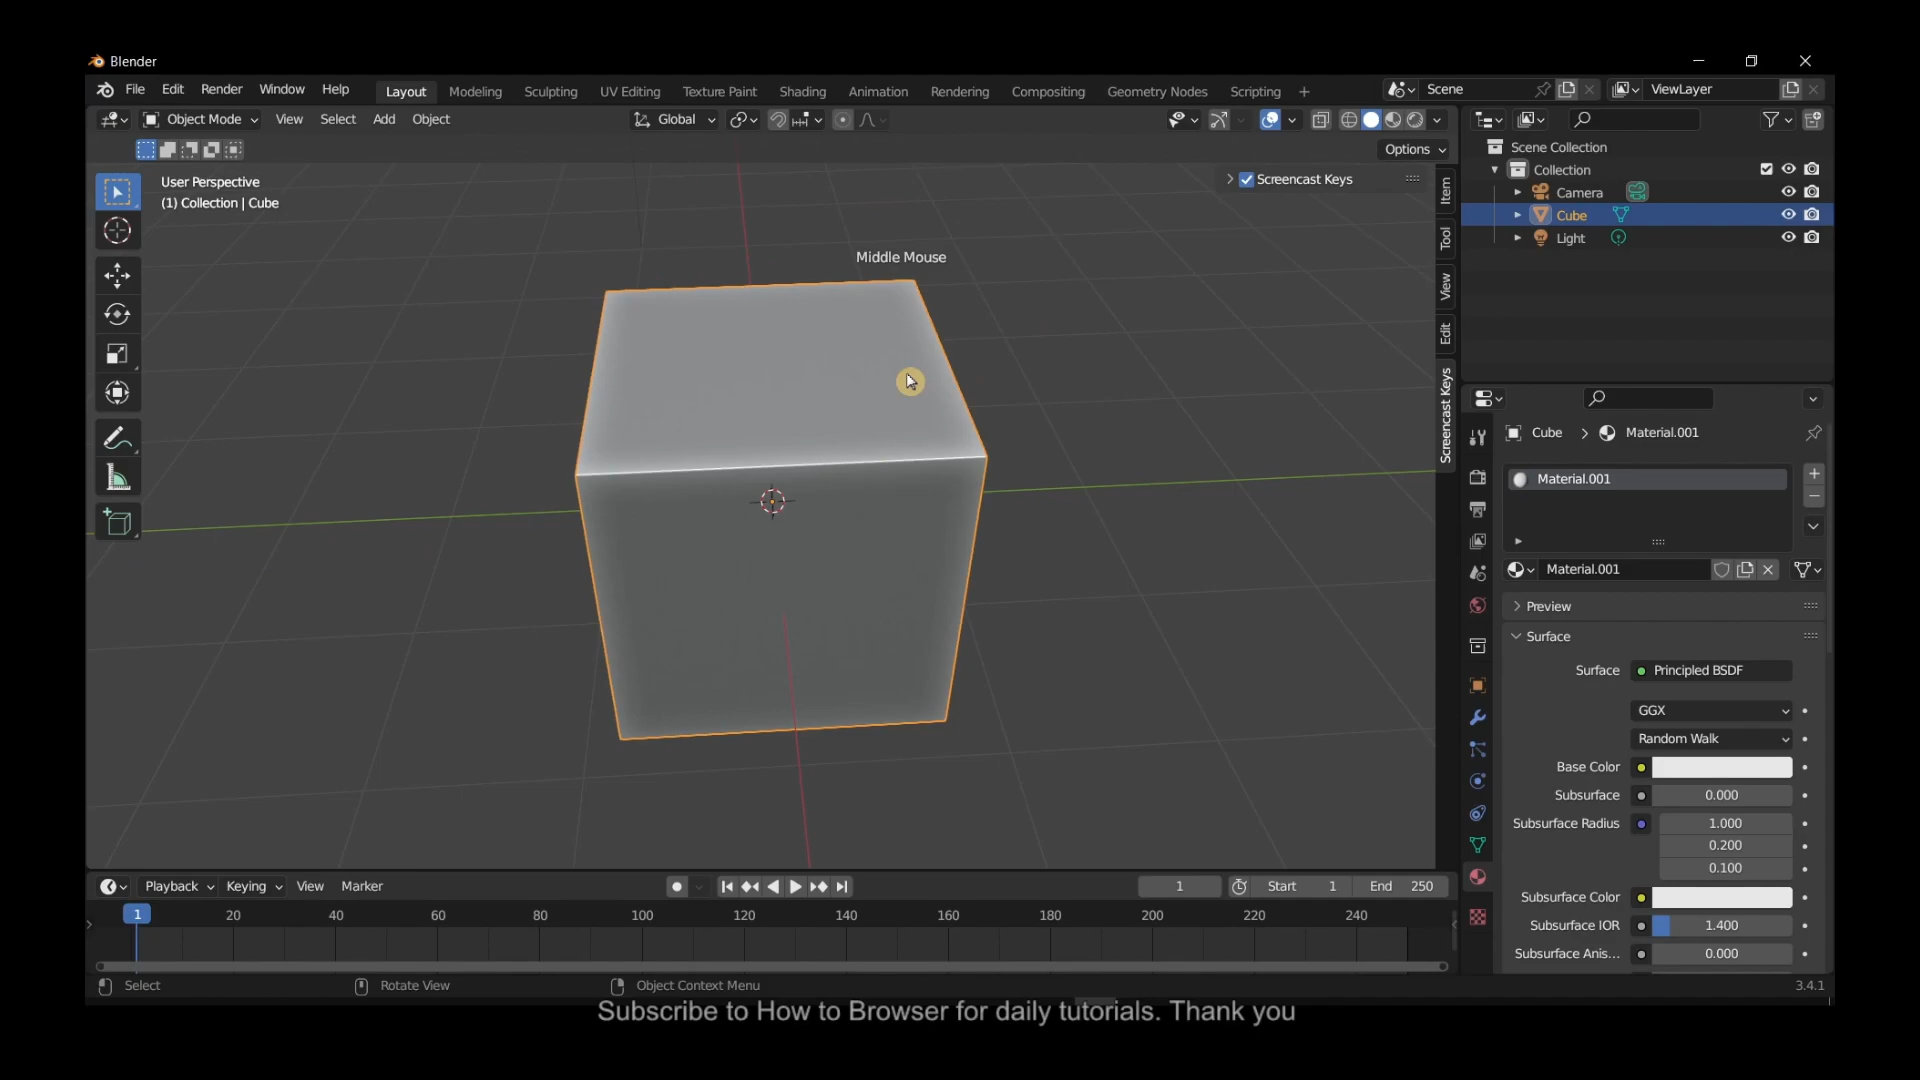 Blender
File Edit Render Window Help Layout Modeling Sculpting UV Editing Texture Paint Shading Animation Rendering Compositing Geometry Nodes Scripting + Scene ViewLayer
Object Mode View Select Add Object Global
Options
User Perspective
(1) Collection | Cube
Screencast Keys
Middle Mouse
Item
Tool
View
Edit
Screencast Keys
Scene Collection
Collection
Camera
Cube
Light
Cube > Material.001
Material.001
Material.001
Preview
Surface
Surface Principled BSDF
GGX
Random Walk
Base Color
Subsurface 0.000
Subsurface Radius 1.000
0.200
0.100
Subsurface Color
Subsurface IOR 1.400
Subsurface Anis... 0.000
Playback Keying View Marker 1 Start 1 End 250
1 20 40 60 80 100 120 140 160 180 200 220 240
Select Rotate View Object Context Menu 3.4.1
Subscribe to How to Browser for daily tutorials. Thank you